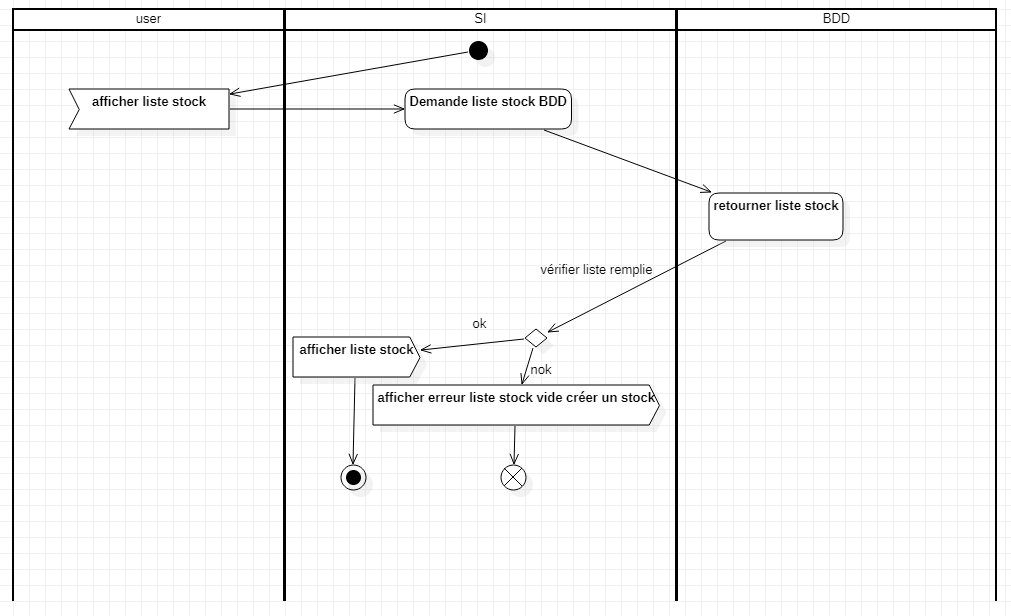 user
SI
BDD
afficher liste stock
Demande liste stock BDD
retourner liste stock
vérifier liste remplie
ok
afficher liste stock
nok
afficher erreur liste stock vide créer un stock